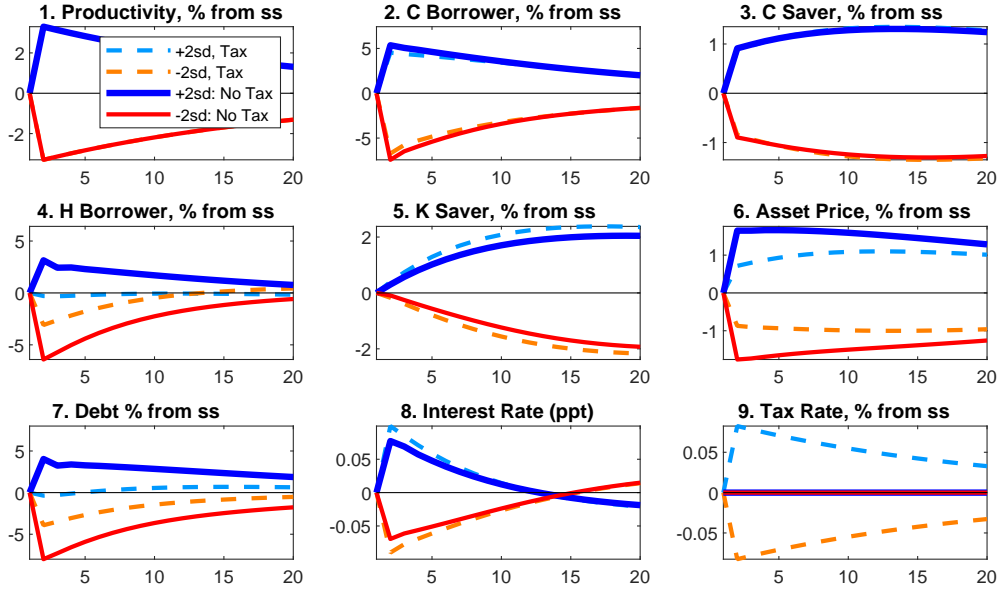 1. Productivity, % from ss
2
0
-2
+2sd, Tax
-2sd, Tax
+2sd: No Tax
-2sd: No Tax
5 10 15 20
2. C Borrower, % from ss
5
0
-5
5 10 15 20
3. C Saver, % from ss
1
0
-1
5 10 15 20
4. H Borrower, % from ss
5
0
-5
5 10 15 20
5. K Saver, % from ss
2
0
-2
5 10 15 20
6. Asset Price, % from ss
1
0
-1
5 10 15 20
7. Debt % from ss
5
0
-5
5 10 15 20
8. Interest Rate (ppt)
0.05
0
-0.05
5 10 15 20
9. Tax Rate, % from ss
0.05
0
-0.05
5 10 15 20